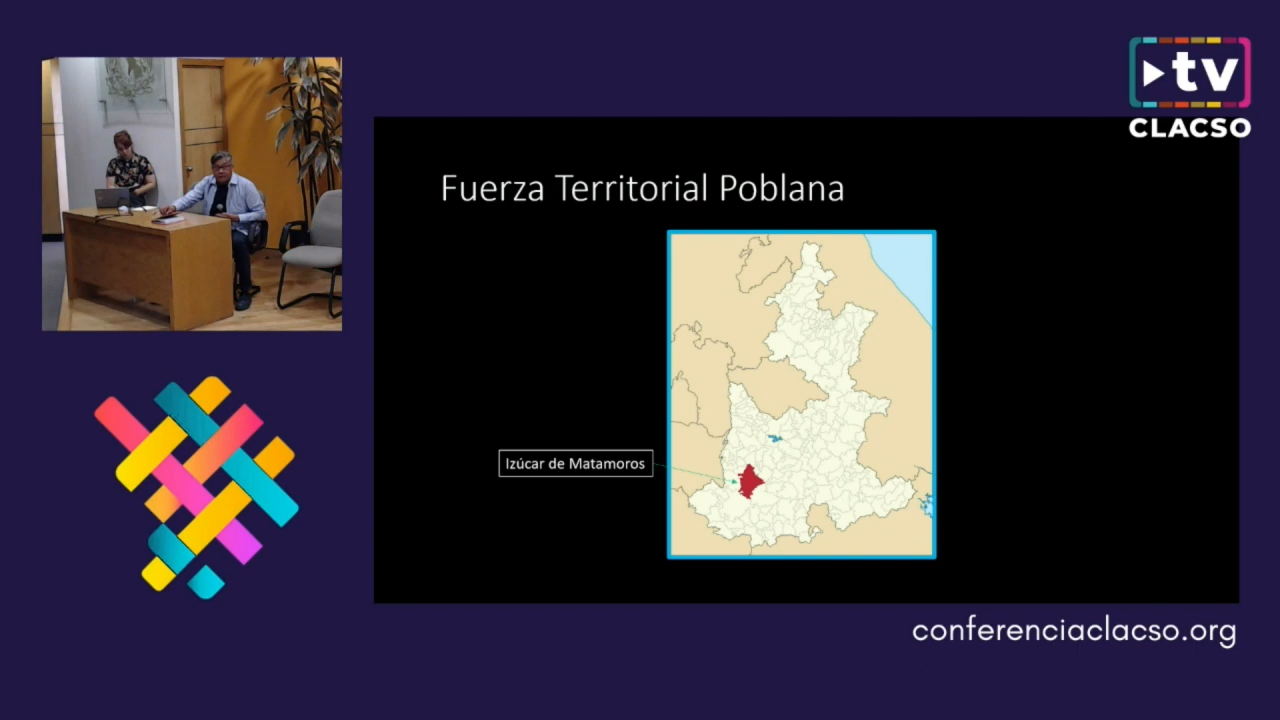 tv
CLACSO
Fuerza Territorial Poblana
Izúcar de Matamoros
conferenciaclacso.org